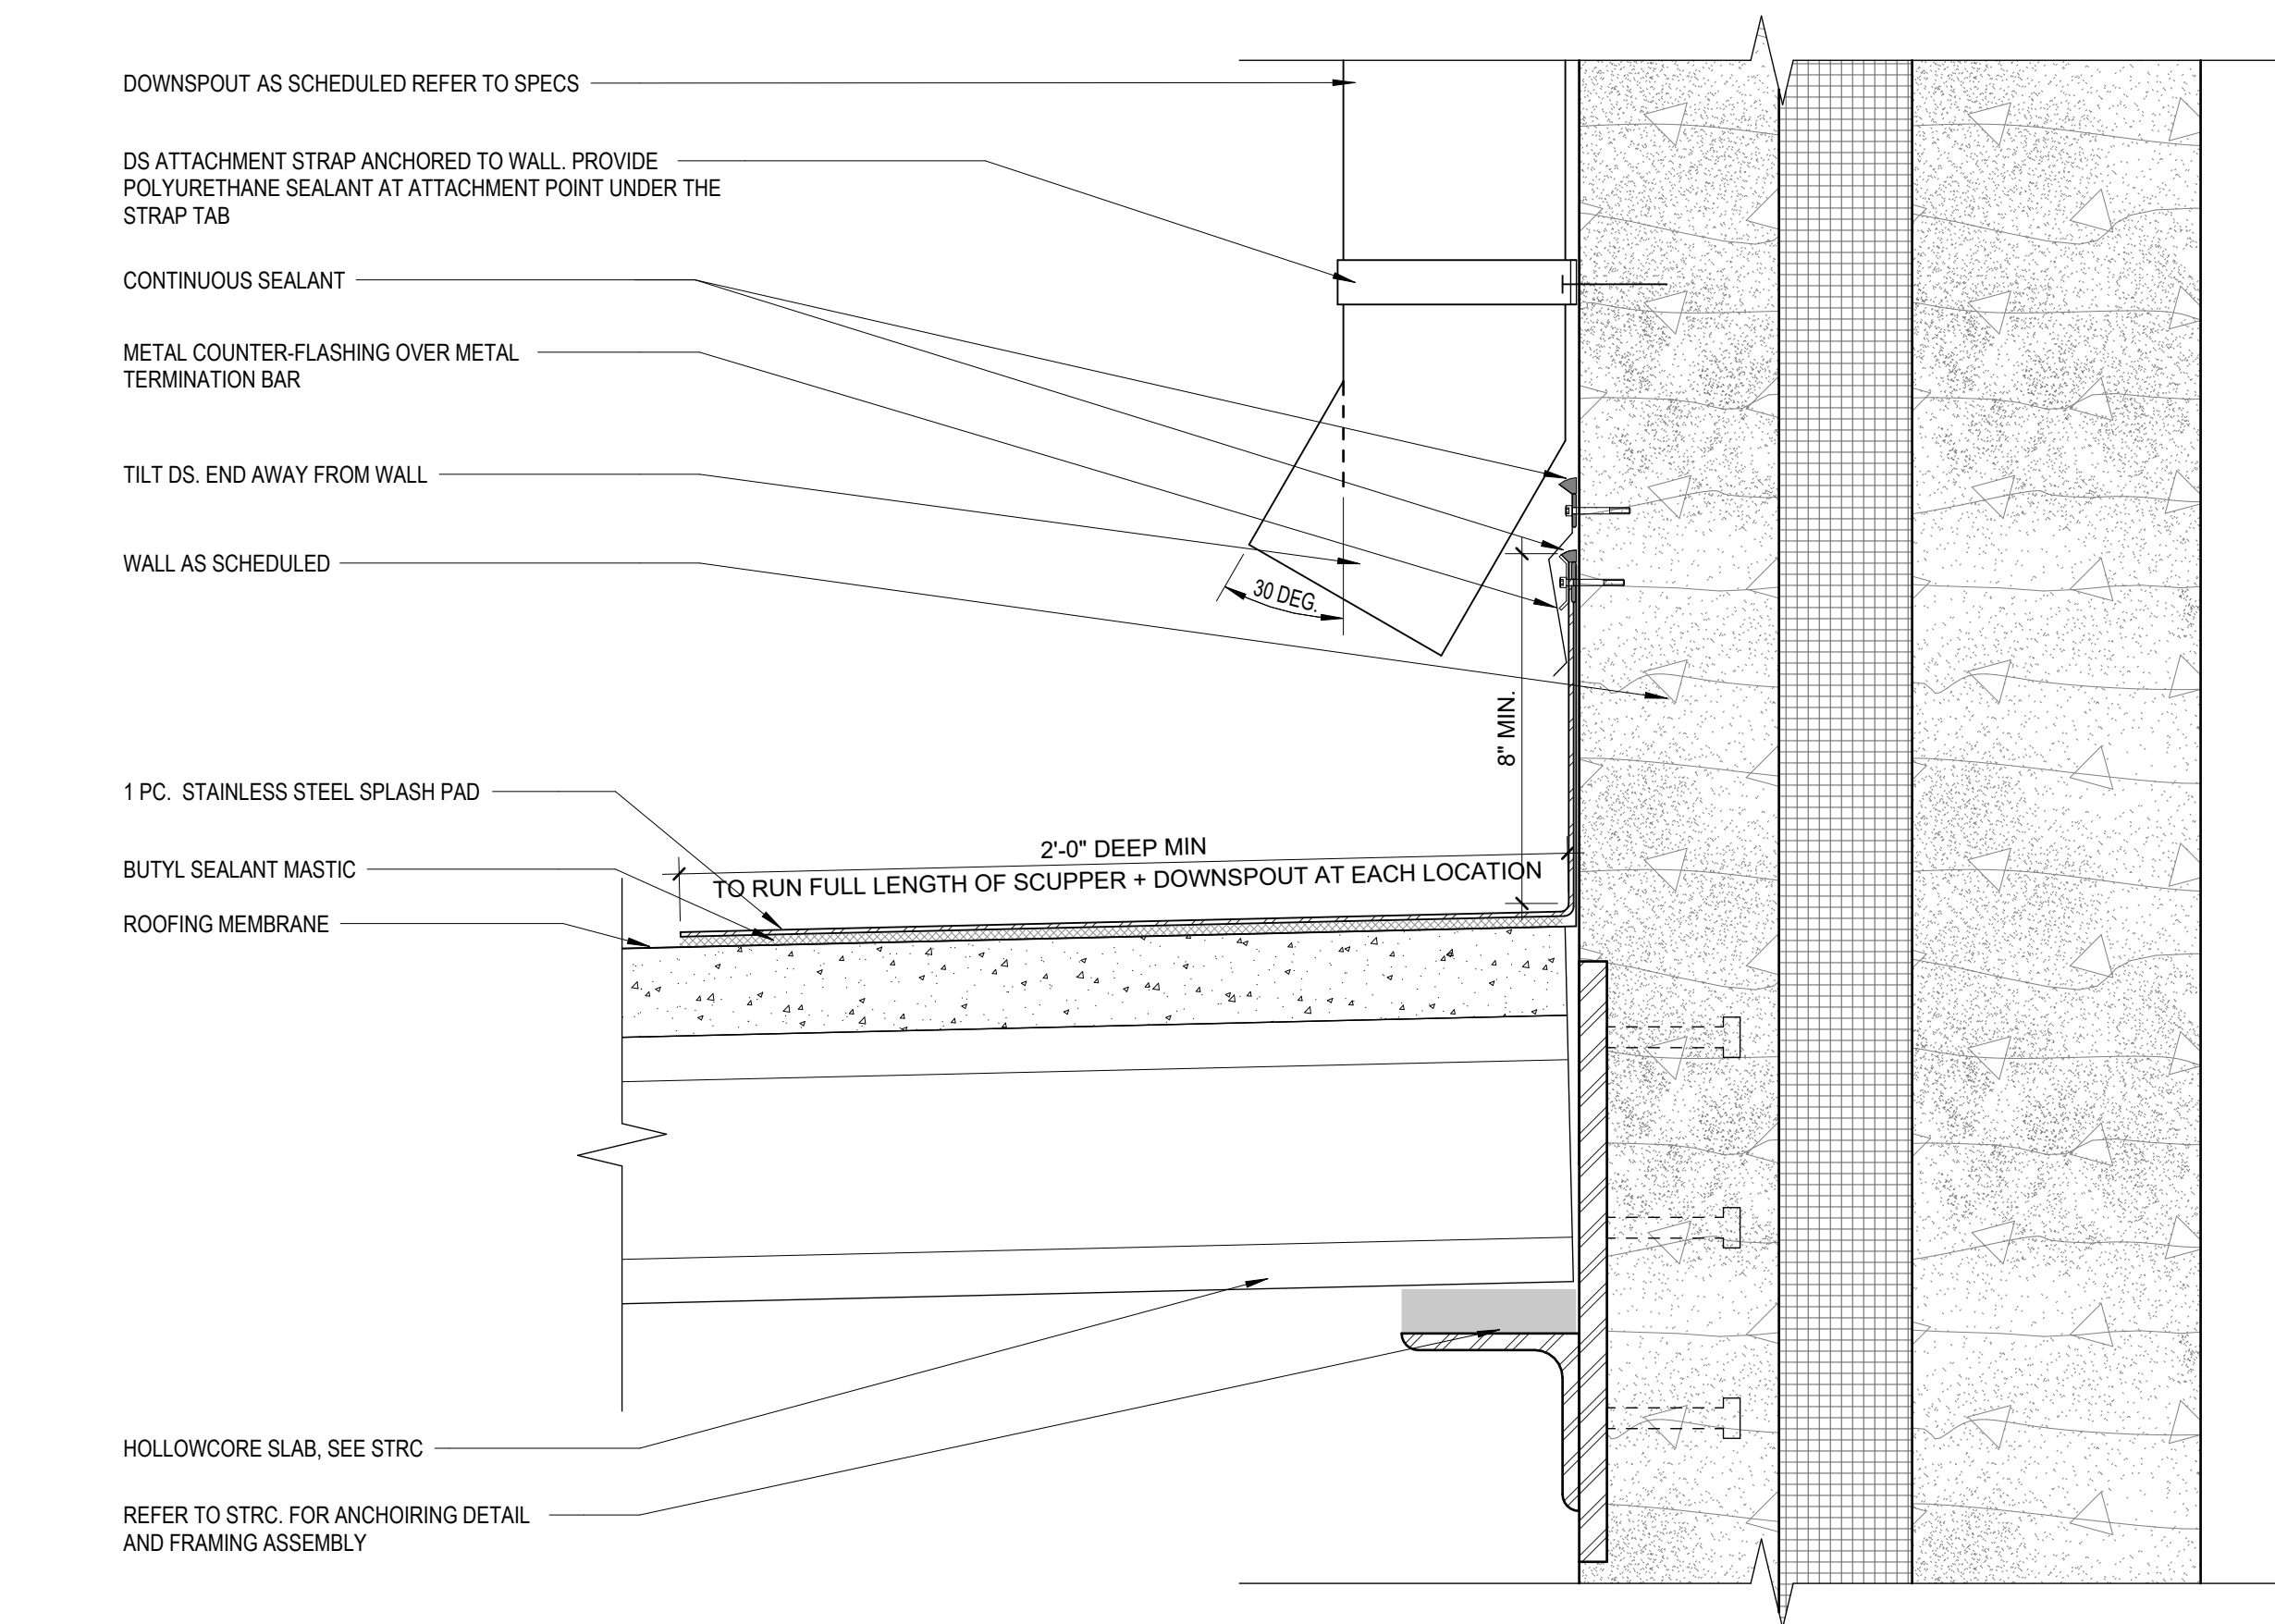 DOWNSPOUT AS SCHEDULED REFER TO SPECS
DS ATTACHMENT STRAP ANCHORED TO WALL. PROVIDE
POLYURETHANE SEALANT AT ATTACHMENT POINT UNDER THE
STRAP TAB
CONTINUOUS SEALANT
METAL COUNTER-FLASHING OVER METAL
TERMINATION BAR
TILT DS. END AWAY FROM WALL
WALL AS SCHEDULED
30 DEG.
8" MIN.
1 PC. STAINLESS STEEL SPLASH PAD
2'-0" DEEP MIN
TO RUN FULL LENGTH OF SCUPPER + DOWNSPOUT AT EACH LOCATION
BUTYL SEALANT MASTIC
ROOFING MEMBRANE
HOLLOWCORE SLAB, SEE STRC
REFER TO STRC. FOR ANCHOIRING DETAIL
AND FRAMING ASSEMBLY